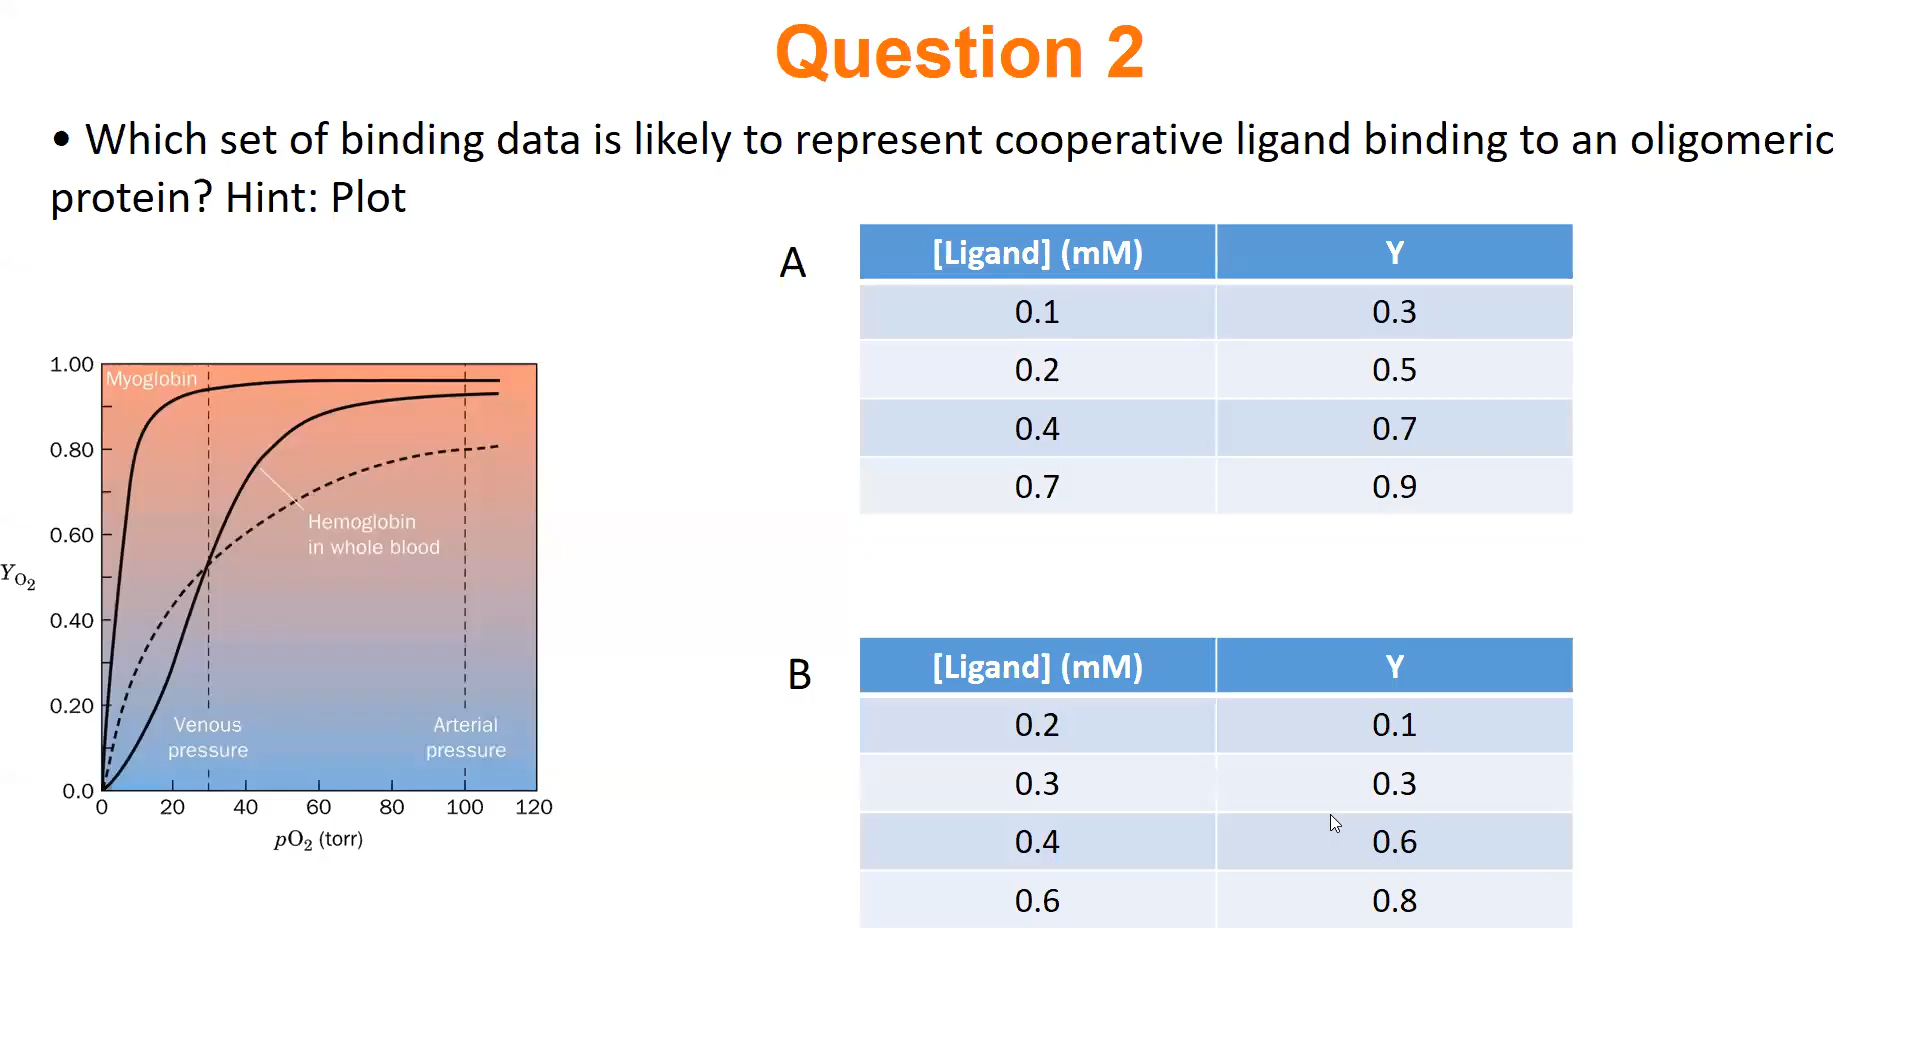 Question 2
• Which set of binding data is likely to represent cooperative ligand binding to an oligomeric
protein? Hint: Plot
A
[Ligand] (mM) Y
0.1 0.3
0.2 0.5
0.4 0.7
0.7 0.9
1.00
0.80
0.60
0.40
0.20
0.0
Y_O₂
Myoglobin
Hemoglobin
in whole blood
Venous
pressure
Arterial
pressure
0 20 40 60 80 100 120
pO₂ (torr)
B
[Ligand] (mM) Y
0.2 0.1
0.3 0.3
0.4 0.6
0.6 0.8